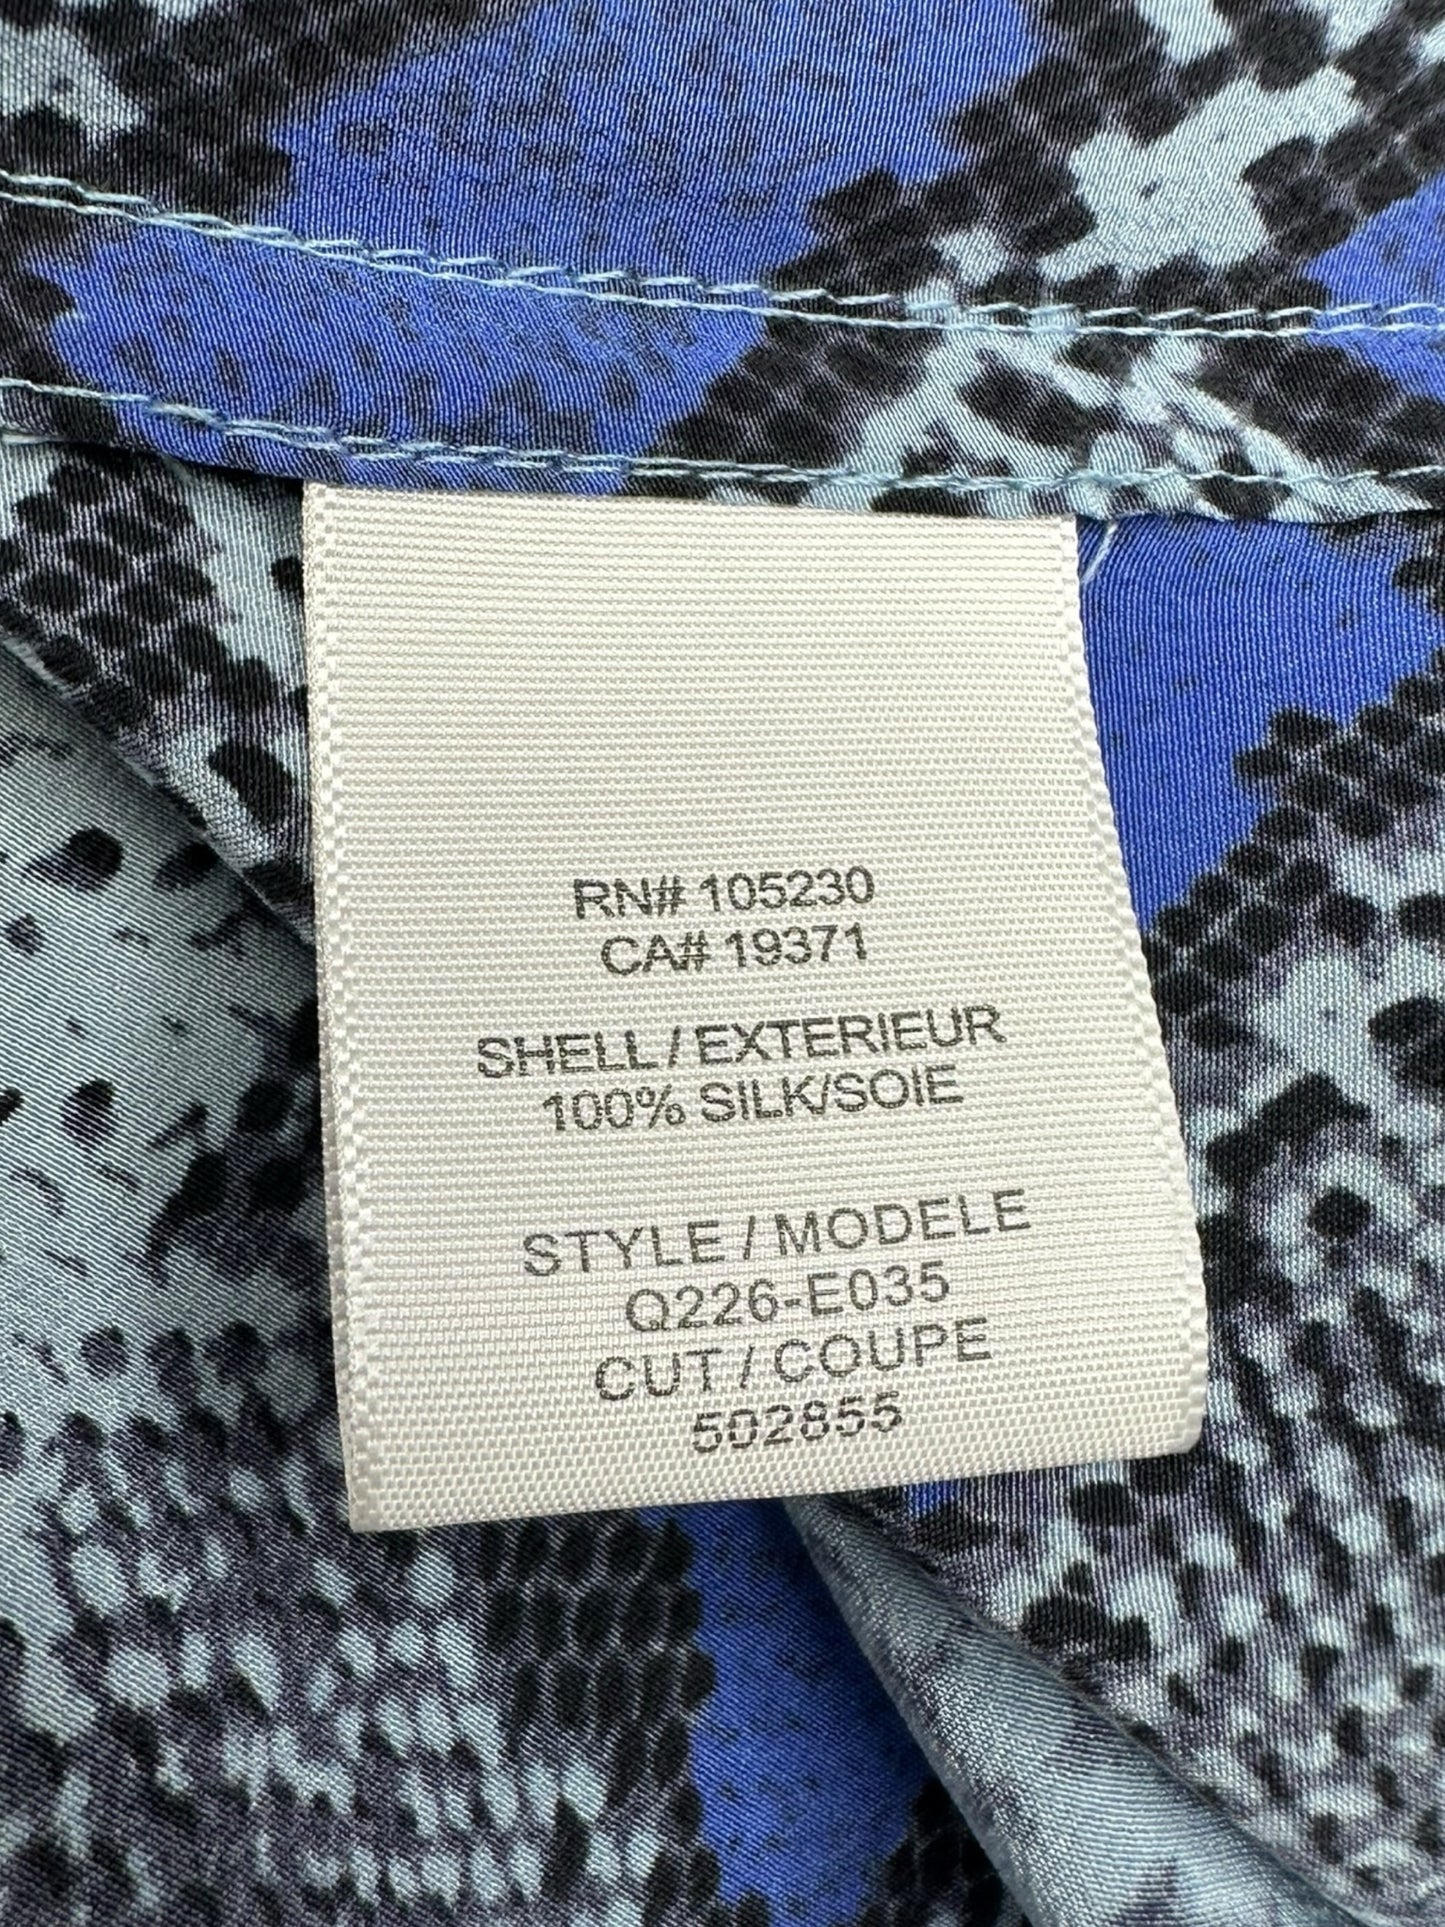 RN# 105230
CA# 19371
SHELL / EXTERIEUR
100% SILK/SOIE
STYLE / MODELE
Q226-E035
CUT / COUPE
502855